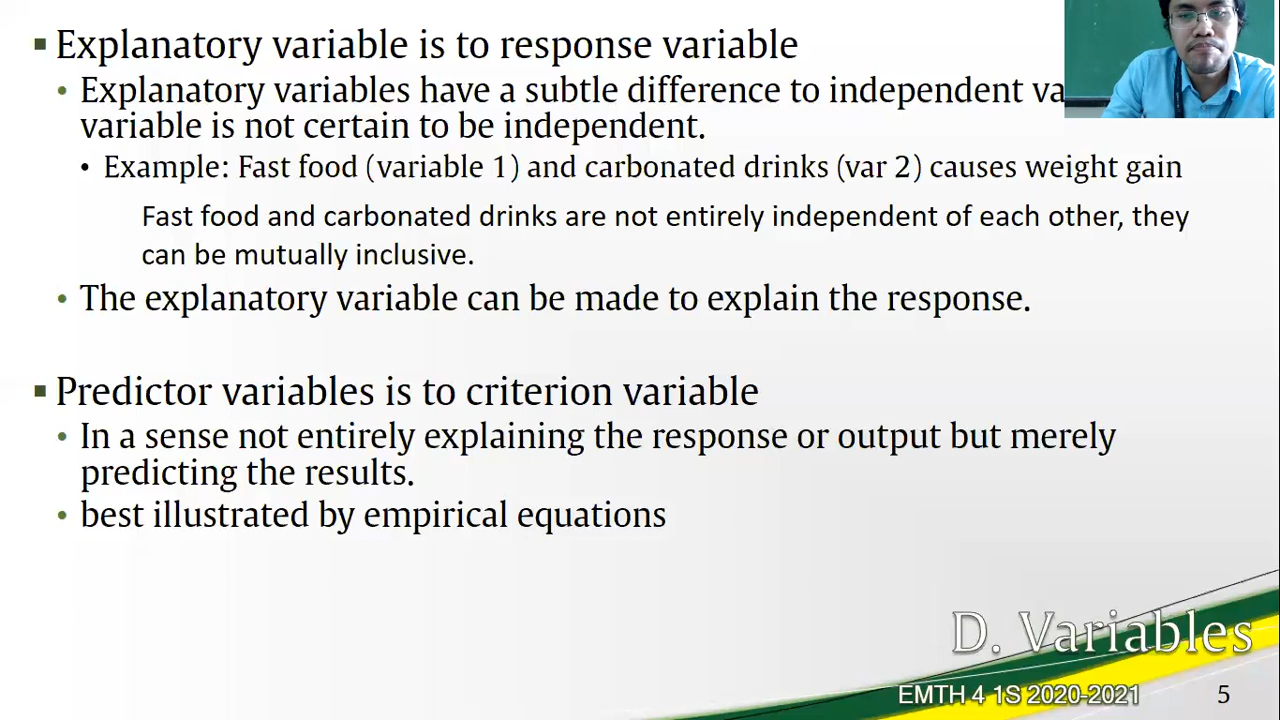 Explanatory variable is to response variable
Explanatory variables have a subtle difference to independent
variable is not certain to be independent.
Example: Fast food (variable 1) and carbonated drinks (var 2) causes weight gain
Fast food and carbonated drinks are not entirely independent of each other, they
can be mutually inclusive.
The explanatory variable can be made to explain the response.
Predictor variables is to criterion variable
In a sense not entirely explaining the response or output but merely
predicting the results.
best illustrated by empirical equations
D. Variables
EMTH 4 1S 2020-2021
5